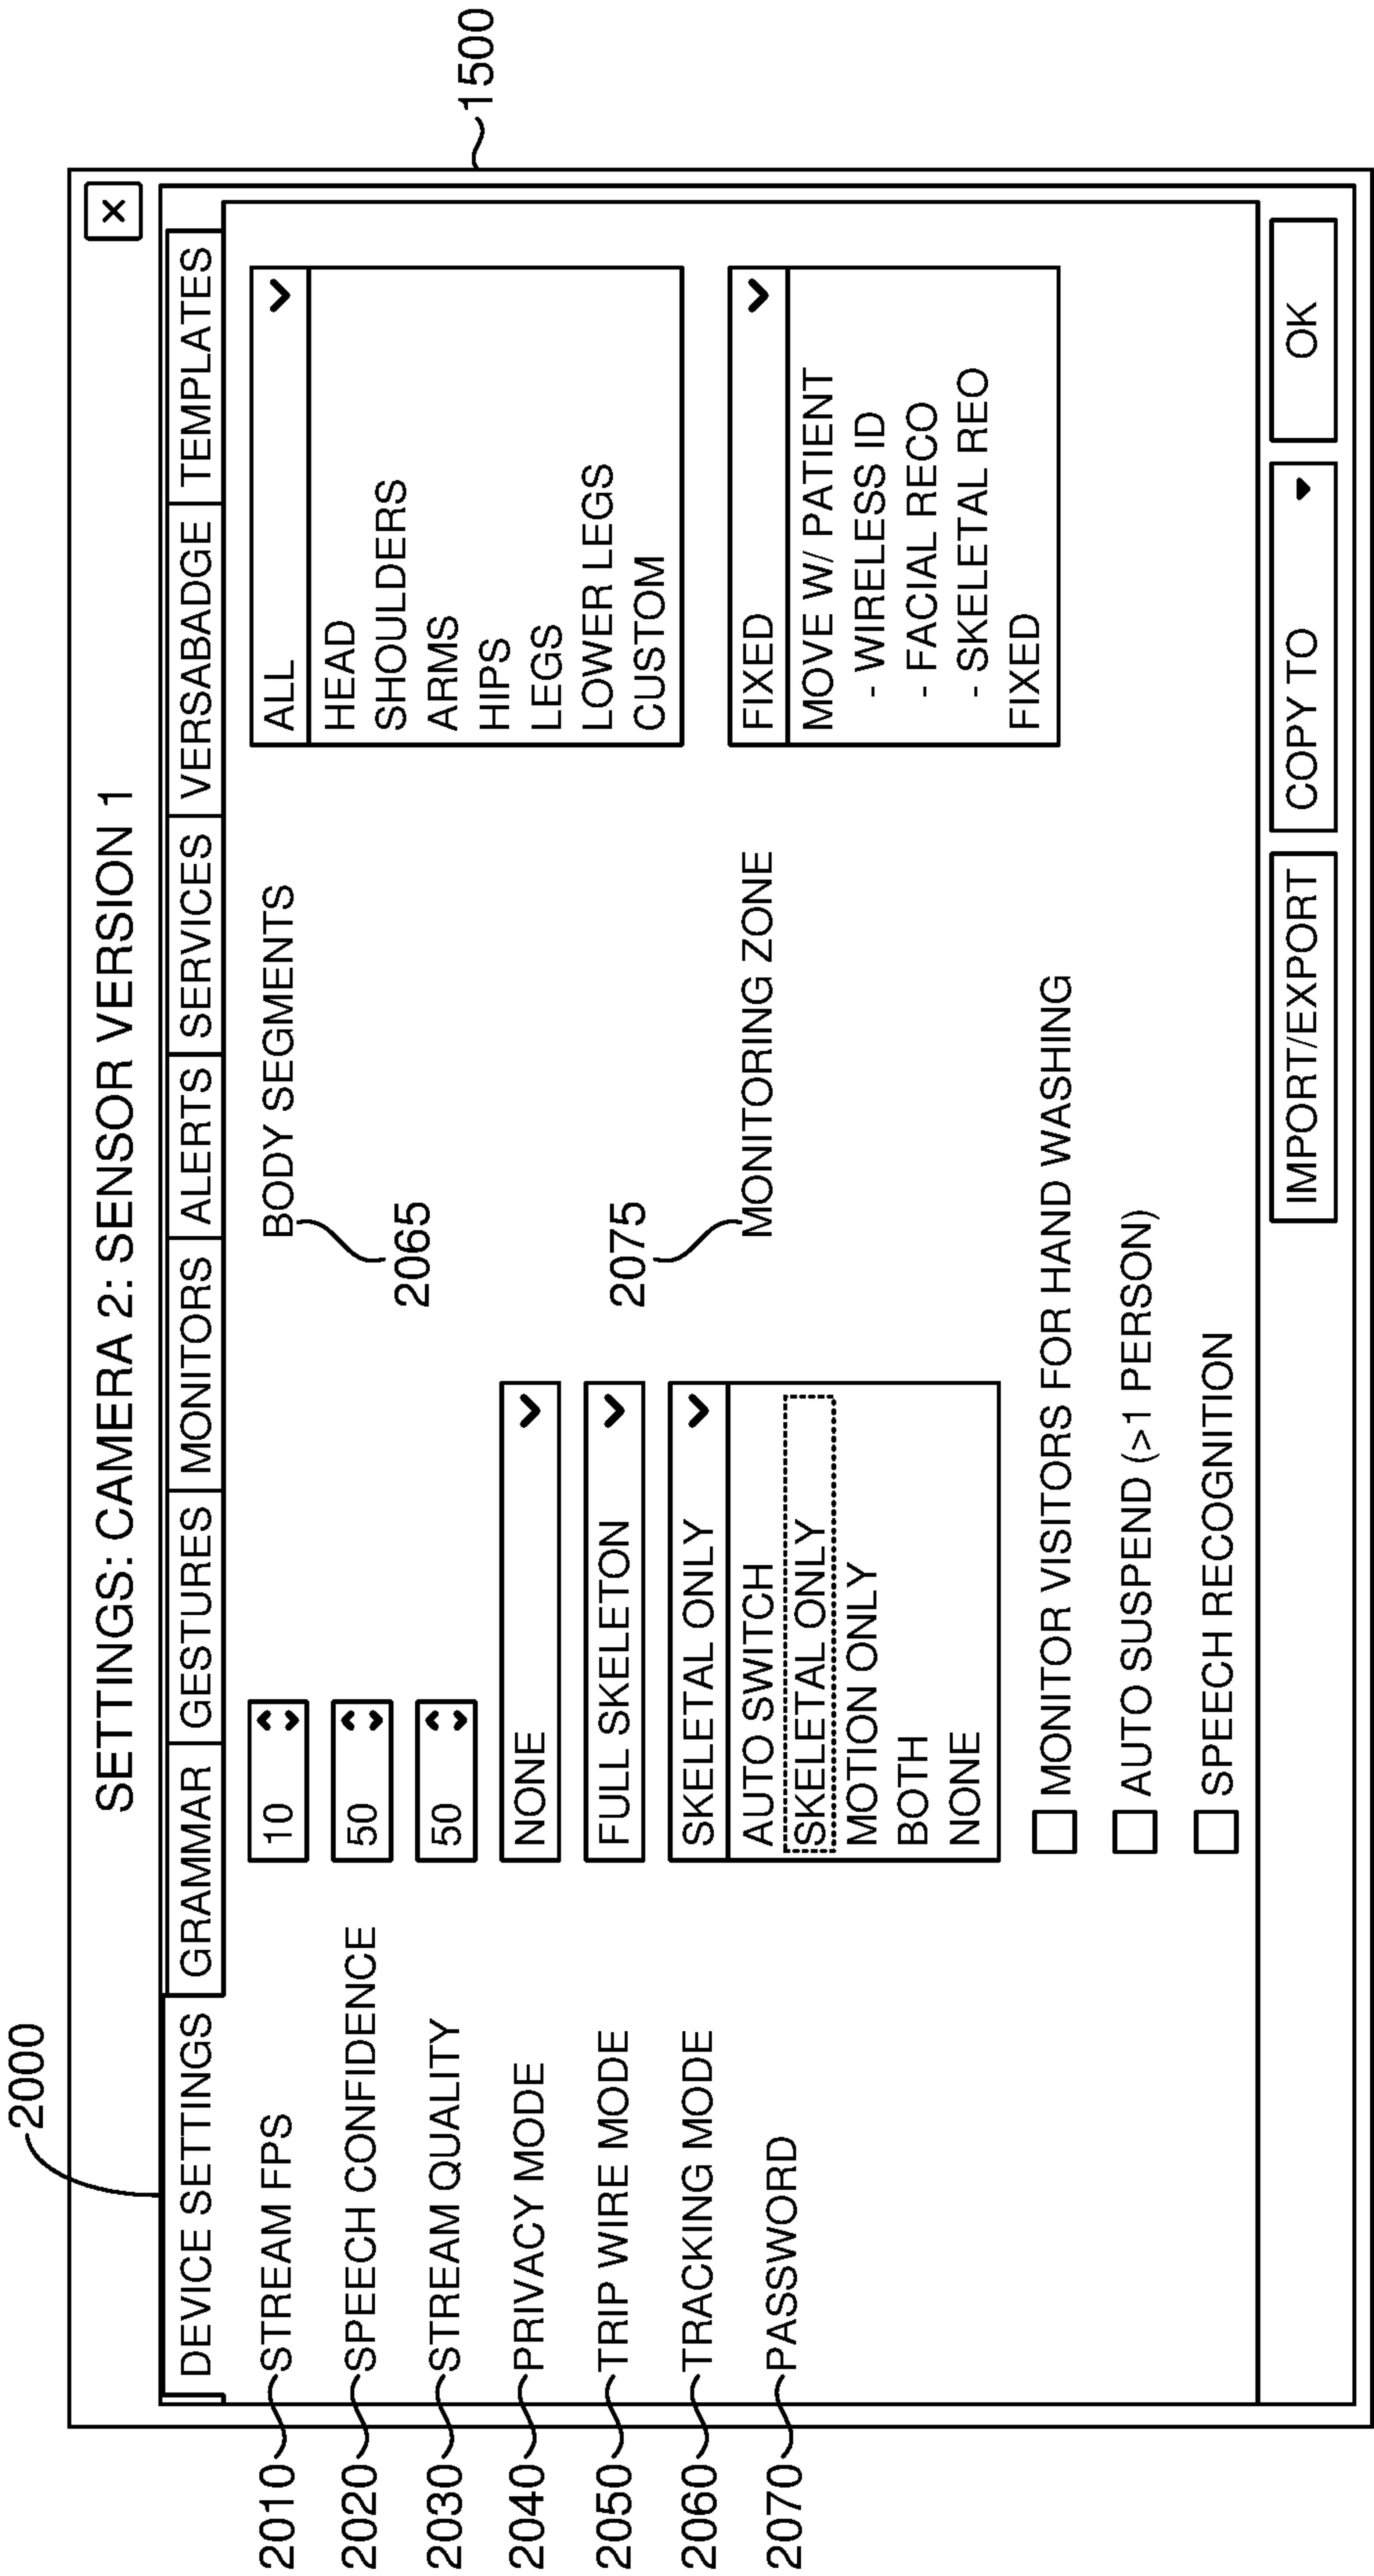 2000
SETTINGS: CAMERA 2: SENSOR VERSION 1
X
1500
DEVICE SETTINGS GRAMMAR GESTURES MONITORS ALERTS SERVICES VERSABADGE TEMPLATES
2010 STREAM FPS 10
2020 SPEECH CONFIDENCE 50
2030 STREAM QUALITY 50
2040 PRIVACY MODE NONE
2050 TRIP WIRE MODE FULL SKELETON
2060 TRACKING MODE SKELETAL ONLY
AUTO SWITCH
SKELETAL ONLY
MOTION ONLY
BOTH
NONE
2070 PASSWORD
MONITOR VISITORS FOR HAND WASHING
AUTO SUSPEND (>1 PERSON)
SPEECH RECOGNITION
BODY SEGMENTS ALL
2065
HEAD
SHOULDERS
ARMS
HIPS
LEGS
LOWER LEGS
CUSTOM
2075
MONITORING ZONE FIXED
MOVE W/ PATIENT
- WIRELESS ID
- FACIAL RECO
- SKELETAL REO
FIXED
IMPORT/EXPORT COPY TO OK